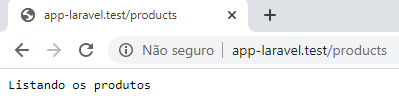 app-laravel.test/products
Não seguro | app-laravel.test/products
Listando os produtos